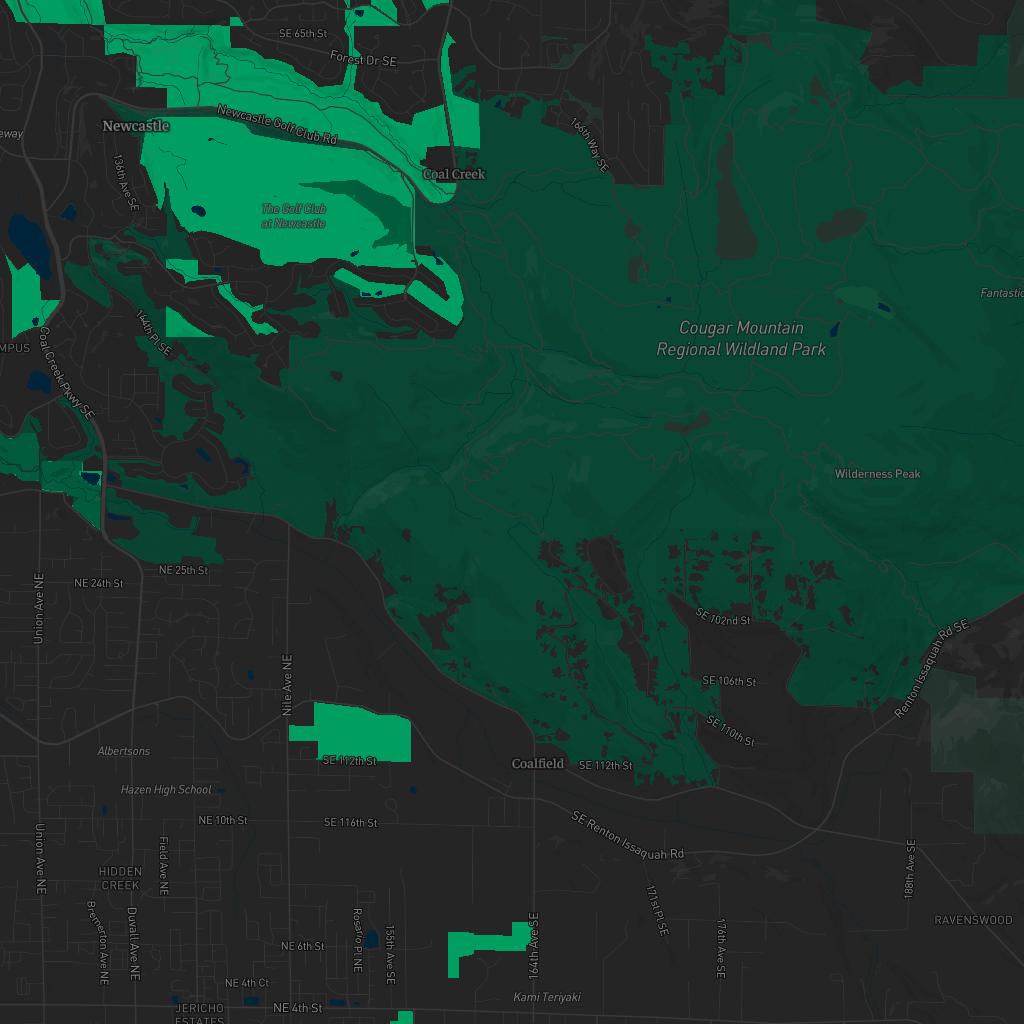 SE 65th St
Forest Dr SE
Newcastle Golf Club Rd
Newcastle
eway
166th Way SE
136th Ave SE
Coal Creek
The Golf Club
at Newcastle
Fantastic
144th Pl SE
Cougar Mountain
Regional Wildland Park
MPUS
Coal Creek Pkwy SE
Wilderness Peak
NE 25th St
NE 24th St
Union Ave NE
SE 102nd St
Renton Issaquah Rd SE
Nile Ave NE
SE 106th St
SE 110th St
Albertsons
SE 112th St
Coalfield
SE 112th St
Hazen High School
NE 10th St
SE 116th St
SE Renton Issaquah Rd
Union Ave NE
Field Ave NE
188th Ave SE
HIDDEN
CREEK
171st Pl SE
RAVENSWOOD
Bremerton Ave NE
Duvall Ave NE
Rosario Pl NE
155th Ave SE
164th Ave SE
176th Ave SE
NE 6th St
NE 4th Ct
Kami Teriyaki
JERICHO
ESTATES
NE 4th St